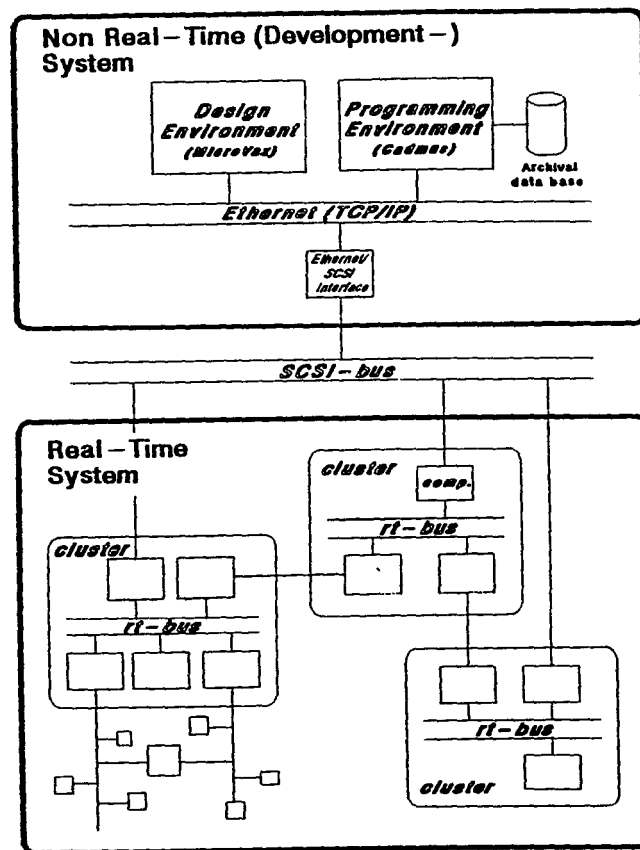 Non Real-Time (Development-)
System
Design
Environment
(MicroVax)
Programming
Environment
(Cadmus)
Archival
data base
Ethernet (TCP/IP)
Ethernet/
SCSI
Interface
SCSI-bus
Real-Time
System
cluster
comp.
rt-bus
cluster
rt-bus
rt-bus
cluster